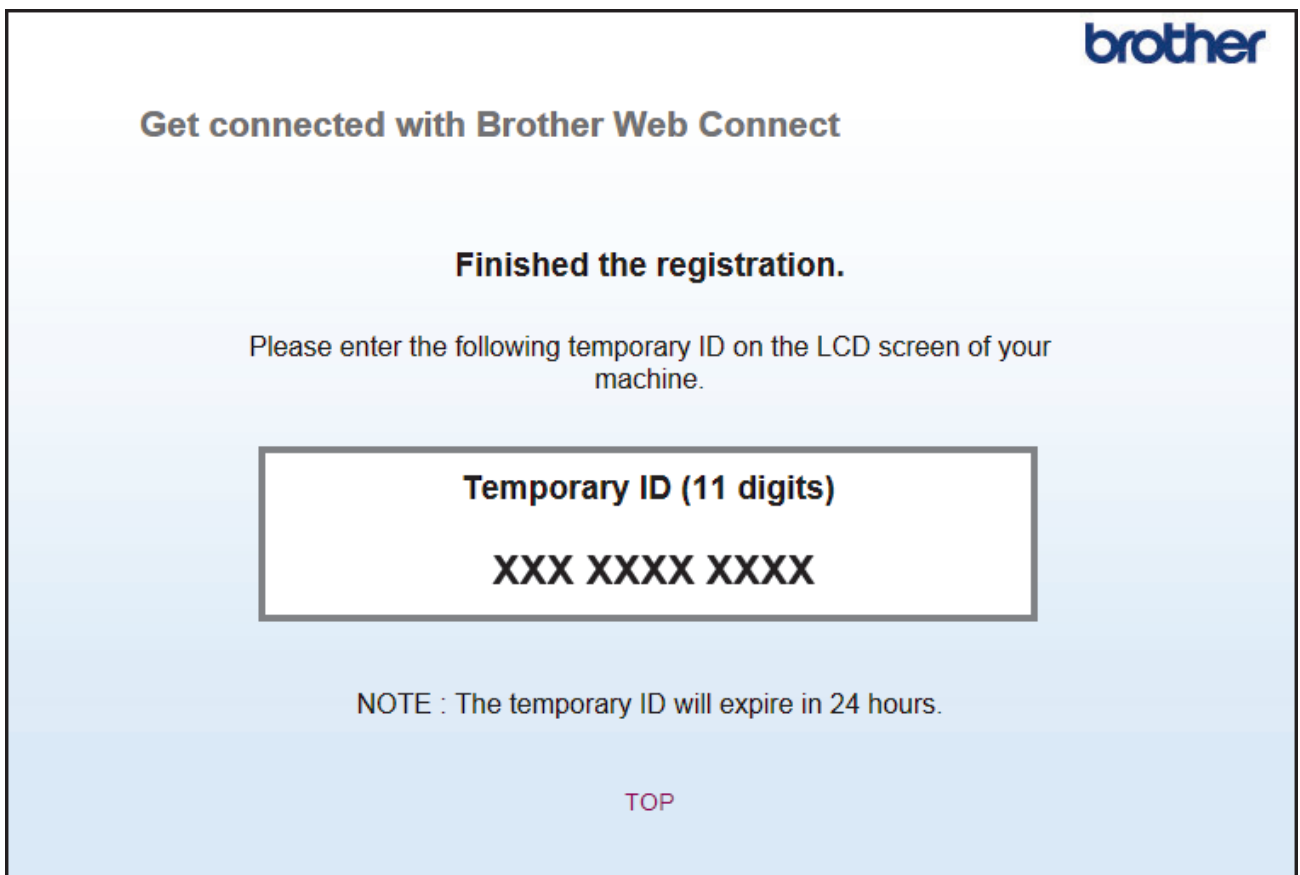 brother
Get connected with Brother Web Connect
Finished the registration.
Please enter the following temporary ID on the LCD screen of your
machine.
Temporary ID (11 digits)
XXX XXXX XXXX
NOTE : The temporary ID will expire in 24 hours.
TOP